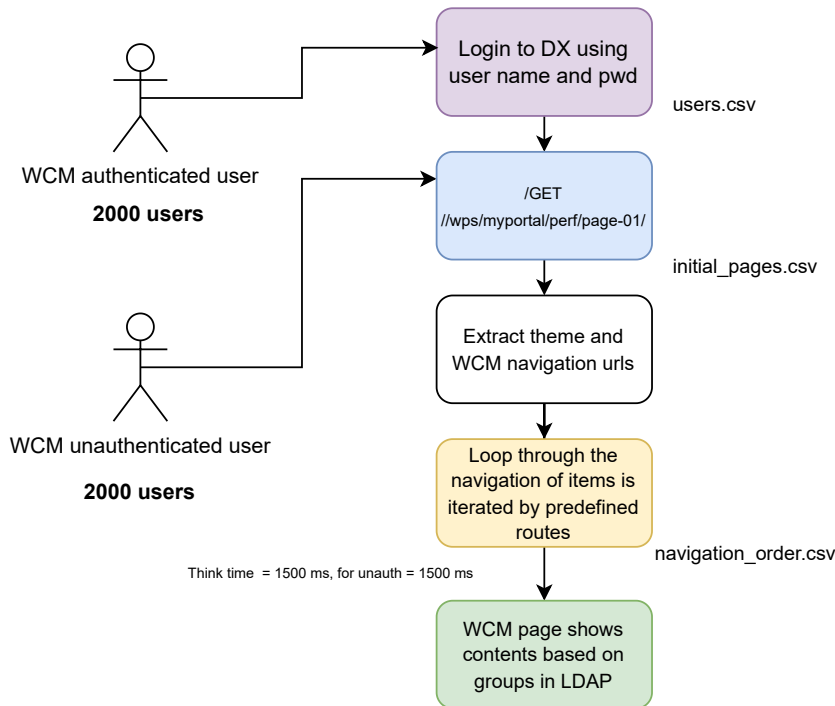 Login to DX using
user name and pwd
users.csv
WCM authenticated user
2000 users
/GET
//wps/myportal/perf/page-01/
initial_pages.csv
Extract theme and
WCM navigation urls
WCM unauthenticated user
2000 users
Loop through the
navigation of items is
iterated by predefined
routes
navigation_order.csv
Think time = 1500 ms, for unauth = 1500 ms
WCM page shows
contents based on
groups in LDAP